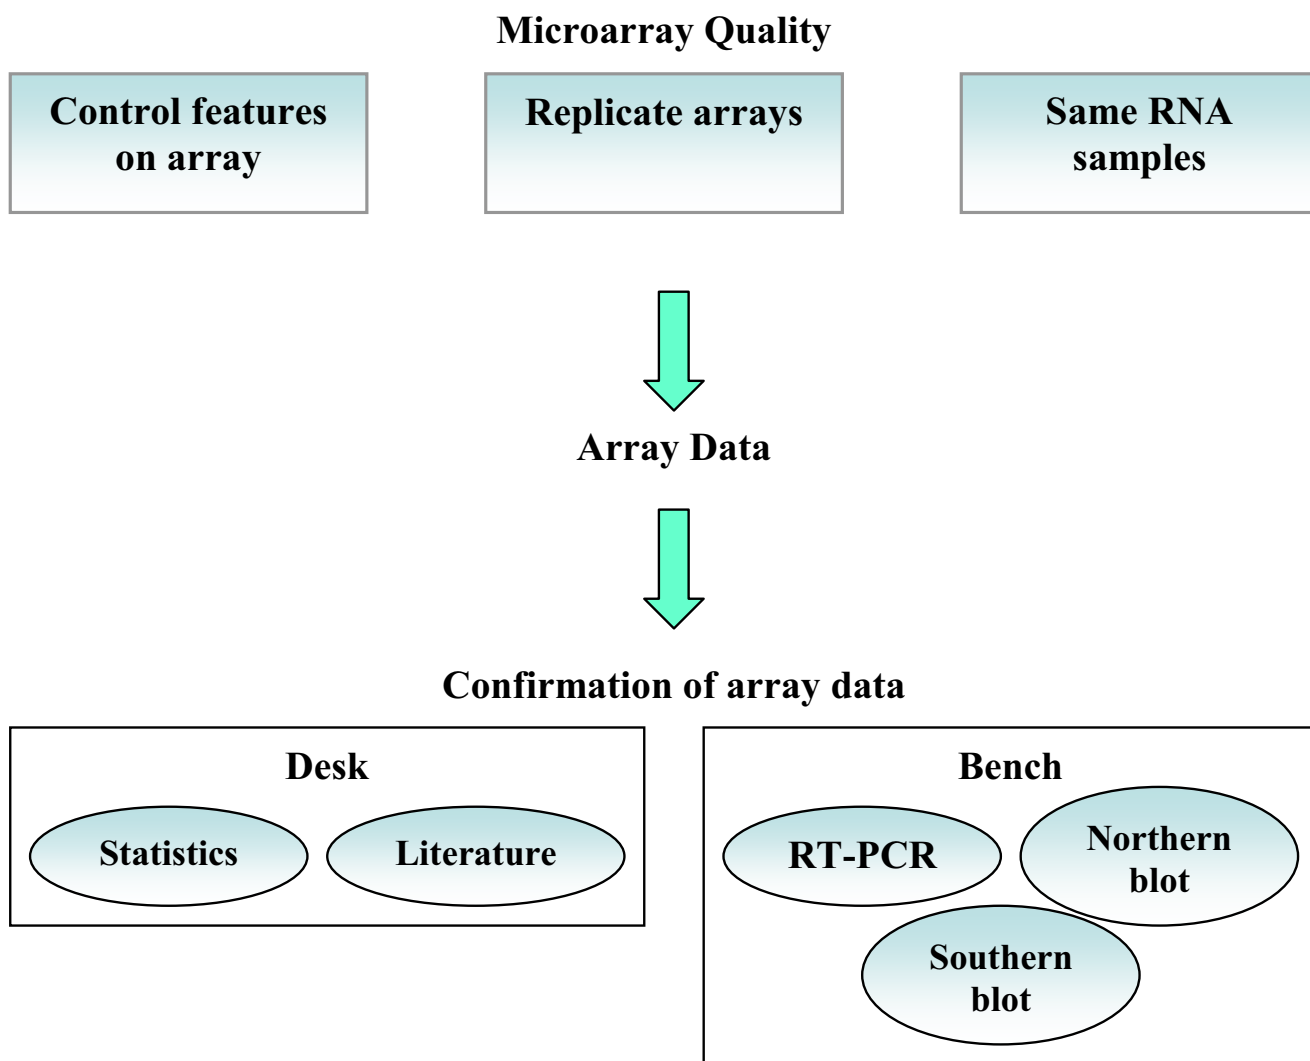 Microarray Quality
Control features
on array
Replicate arrays
Same RNA
samples
Array Data
Confirmation of array data
Desk
Statistics
Literature
Bench
RT-PCR
Northern
blot
Southern
blot